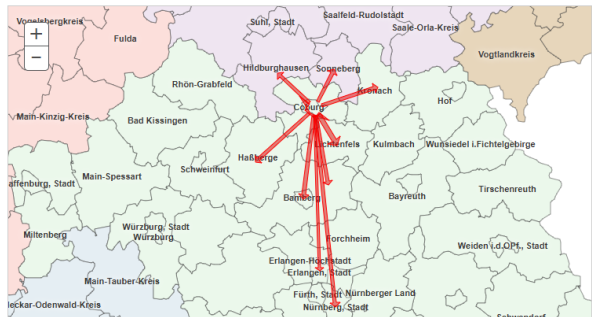 Vogelsbergkreis
Suhl, Stadt
Saalfeld-Rudolstadt
Saale-Orla-Kreis
+
Fulda
−
Vogtlandkreis
Hildburghausen
Sonneberg
Rhön-Grabfeld
Kronach
Hof
Coburg
Main-Kinzig-Kreis
Bad Kissingen
Lichtenfels
Kulmbach
Wunsiedel i.Fichtelgebirge
Haßberge
Schweinfurt
Main-Spessart
affenburg, Stadt
Tirschenreuth
Bamberg
Bayreuth
Würzburg, Stadt
Würzburg
Miltenberg
Forchheim
Weiden i.d.OPf., Stadt
Erlangen-Höchstadt
Erlangen, Stadt
Main-Tauber-Kreis
Fürth, Stadt
Nürnberger Land
Neckar-Odenwald-Kreis
Nürnberg, Stadt
Schwandorf